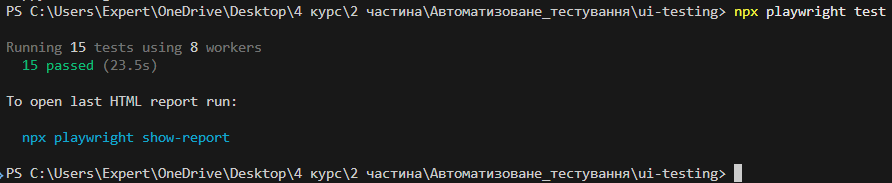 PS C:\Users\Expert\OneDrive\Desktop\4 курс\2 частина\Автоматизоване_тестування\ui-testing> npx playwright test
Running 15 tests using 8 workers
15 passed (23.5s)
To open last HTML report run:
npx playwright show-report
PS C:\Users\Expert\OneDrive\Desktop\4 курс\2 частина\Автоматизоване_тестування\ui-testing>